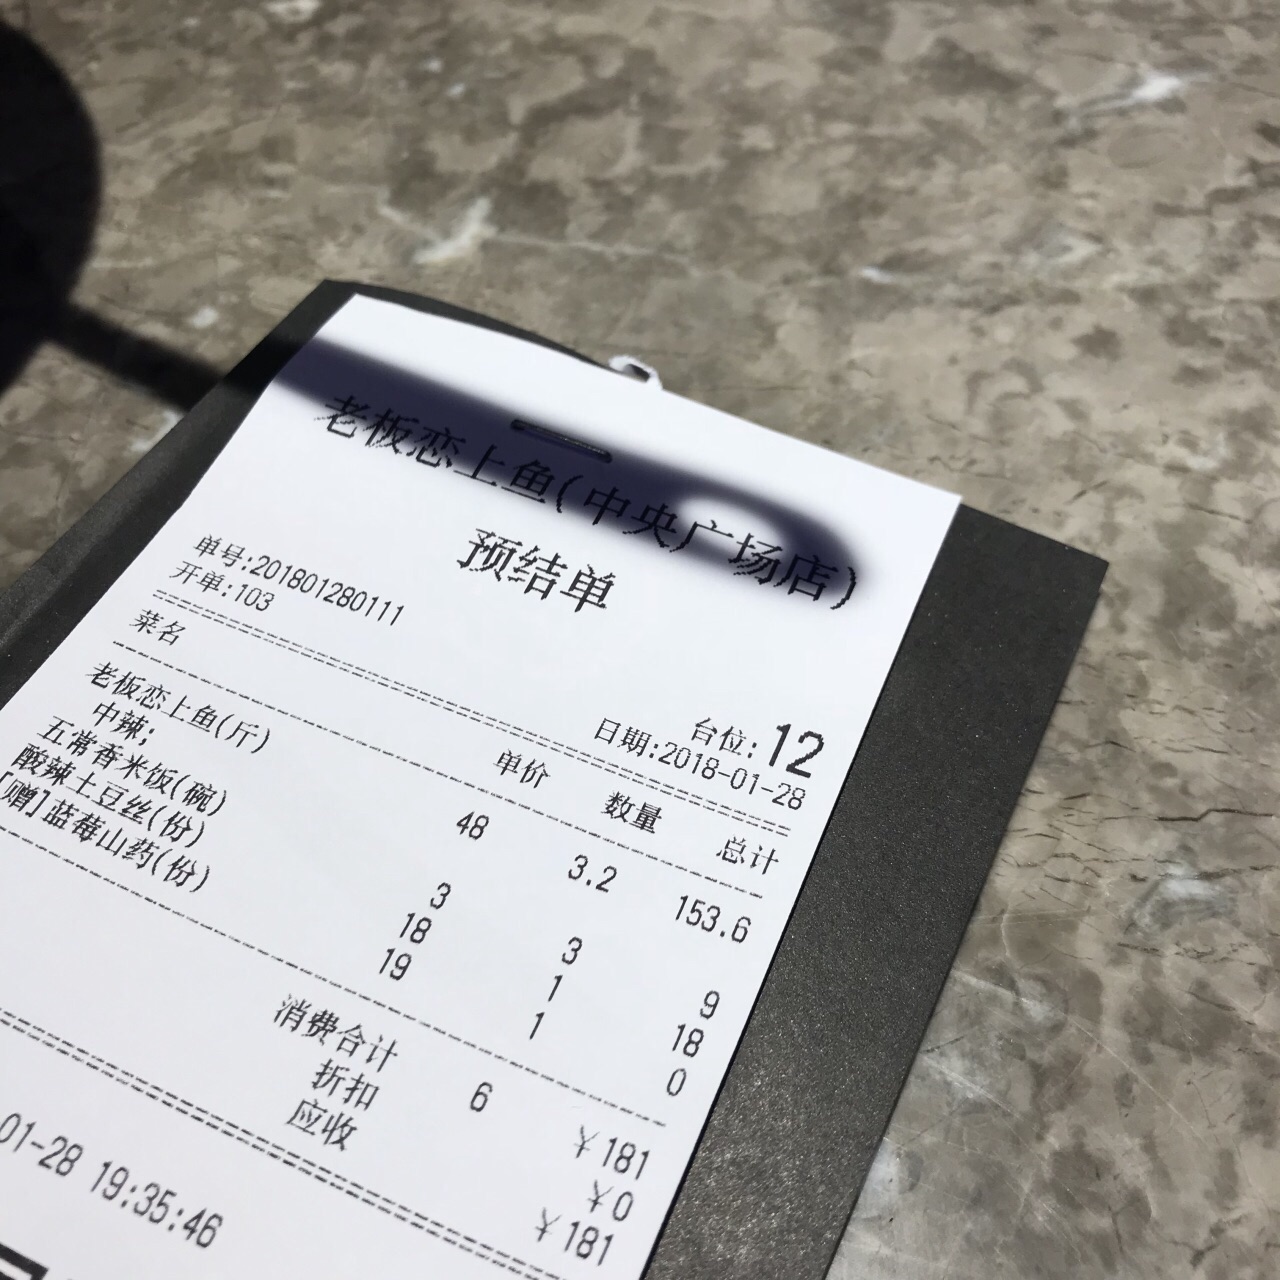 老板恋上鱼(中央广场店)
预结单
单号:201801280111
开单:103
台位:12
日期:2018-01-28
菜名 单价 数量 总计
老板恋上鱼(斤) 48 3.2 153.6
中辣;
五常香米饭(碗) 3 3 9
酸辣土豆丝(份) 18 1 18
[赠]蓝莓山药(份) 19 1 0
消费合计 6 ￥181
折扣 ￥0
应收 ￥181
01-28 19:35:46